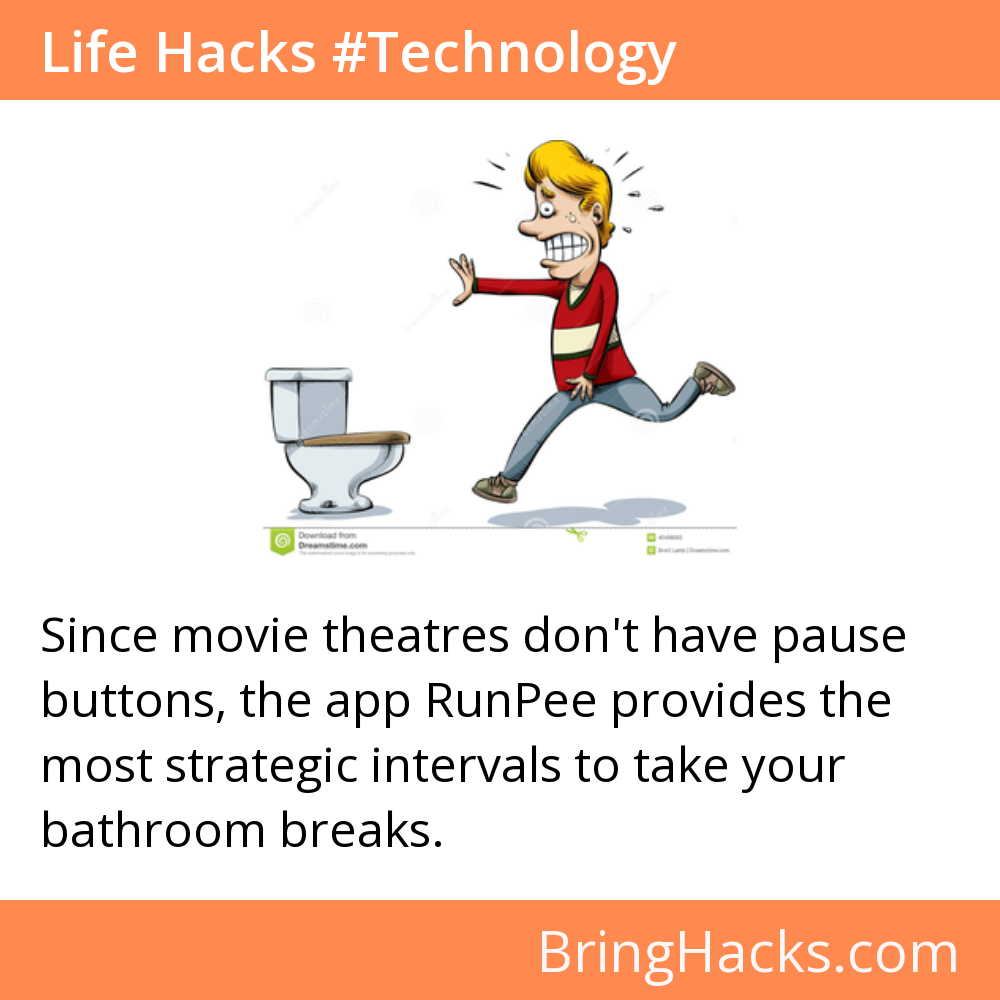 Life Hacks #Technology
Download from
Dreamstime.com
Since movie theatres don't have pause
buttons, the app RunPee provides the
most strategic intervals to take your
bathroom breaks.
BringHacks.com